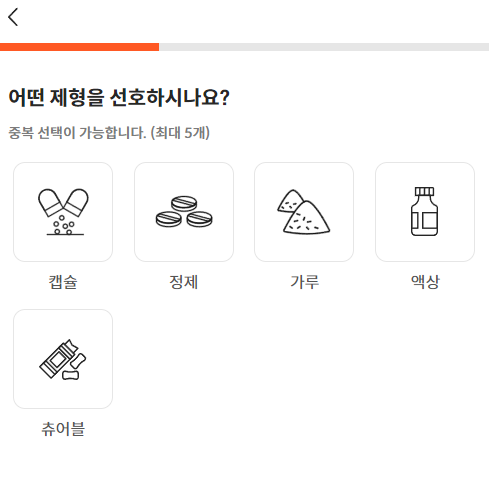 어떤 제형을 선호하시나요?
중복 선택이 가능합니다. (최대 5개)
캡슐
정제
가루
액상
츄어블